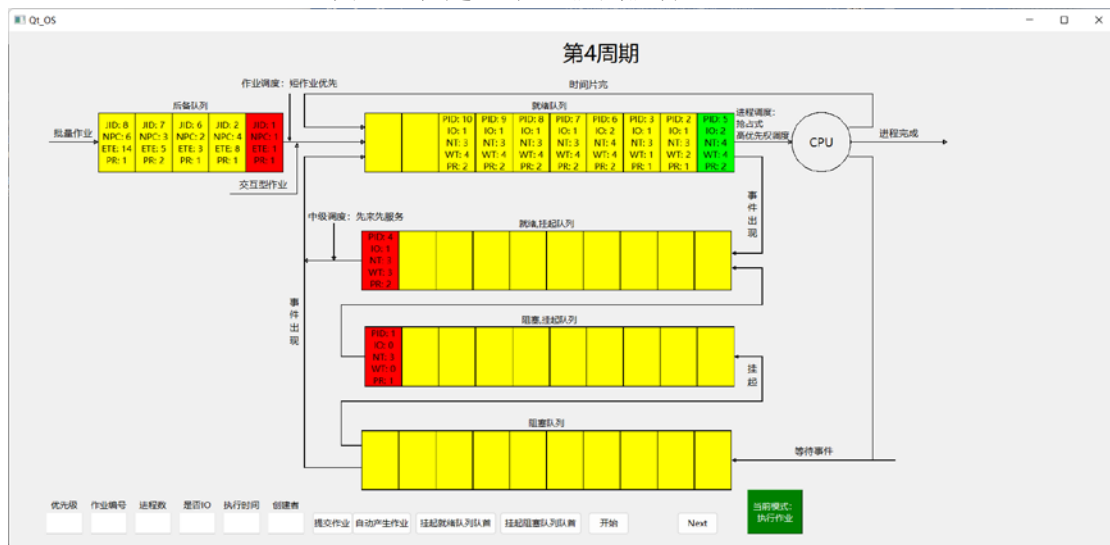 Qt_OS
第4周期
作业调度：短作业优先
时间片完
后备队列
就绪队列
批量作业
JID: 8
NPC: 6
ETE: 14
PR: 1
JID: 7
NPC: 3
ETE: 5
PR: 2
JID: 6
NPC: 2
ETE: 3
PR: 1
JID: 2
NPC: 4
ETE: 8
PR: 1
JID: 1
NPC: 1
ETE: 1
PR: 1
交互型作业
PID: 10
IO: 1
NT: 3
WT: 4
PR: 2
PID: 9
IO: 1
NT: 3
WT: 4
PR: 2
PID: 8
IO: 1
NT: 3
WT: 4
PR: 2
PID: 7
IO: 1
NT: 3
WT: 4
PR: 2
PID: 6
IO: 2
NT: 4
WT: 4
PR: 2
PID: 3
IO: 1
NT: 3
WT: 1
PR: 1
PID: 2
IO: 1
NT: 3
WT: 2
PR: 1
PID: 5
IO: 2
NT: 4
WT: 4
PR: 2
进程调度：
抢占式
高优先权调度
CPU
进程完成
事件出现
中级调度：先来先服务
就绪,挂起队列
PID: 4
IO: 1
NT: 3
WT: 3
PR: 2
事件出现
阻塞,挂起队列
PID: 1
IO: 0
NT: 3
WT: 0
PR: 1
挂起
阻塞队列
等待事件
优先级 作业编号 进程数 是否IO 执行时间 创建者
提交作业 自动产生作业 挂起就绪队列队首 挂起阻塞队列队首 开始 Next
当前模式：
执行作业